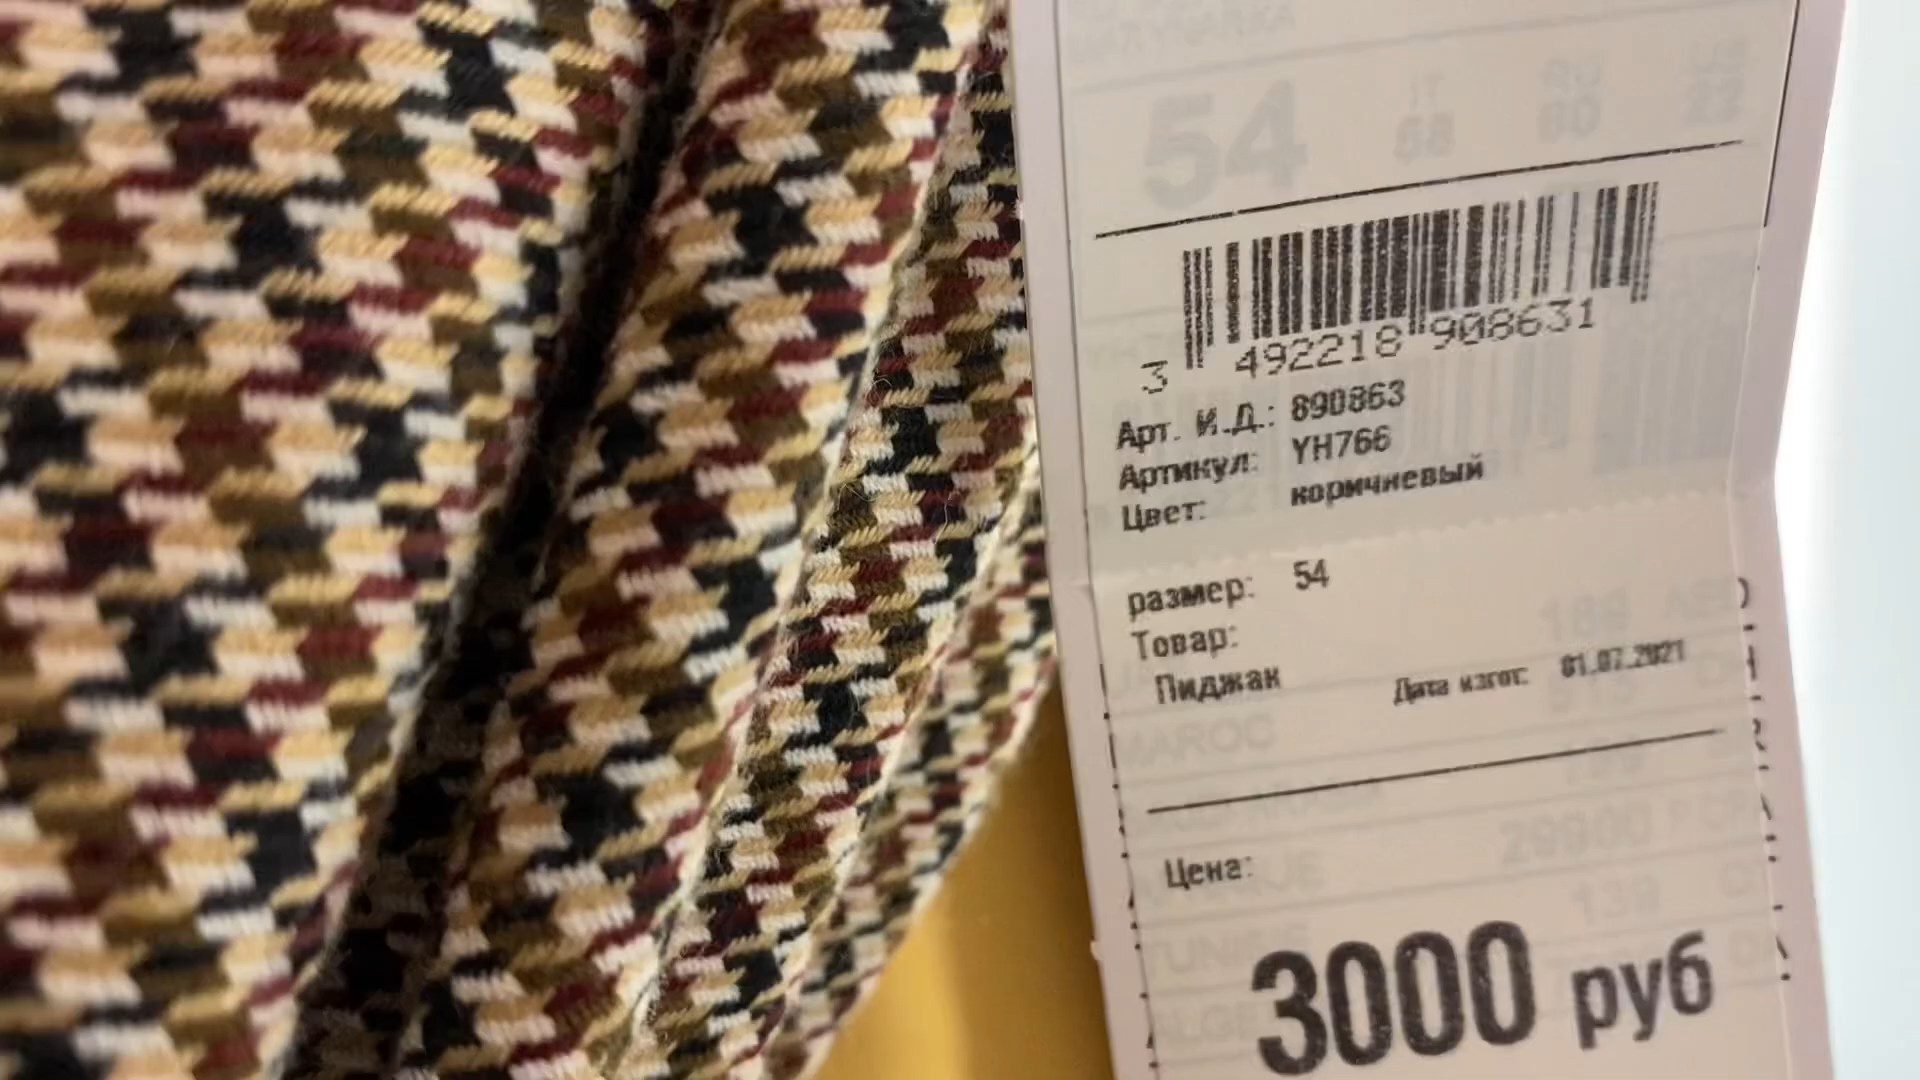 54
3 492218 908631
Арт. И.Д.: 890863
Артикул: YH766
Цвет: коричневый
размер: 54
Товар:
Пиджак Дата изгот: 01.07.2021
MAROC
Цена:
3000 руб